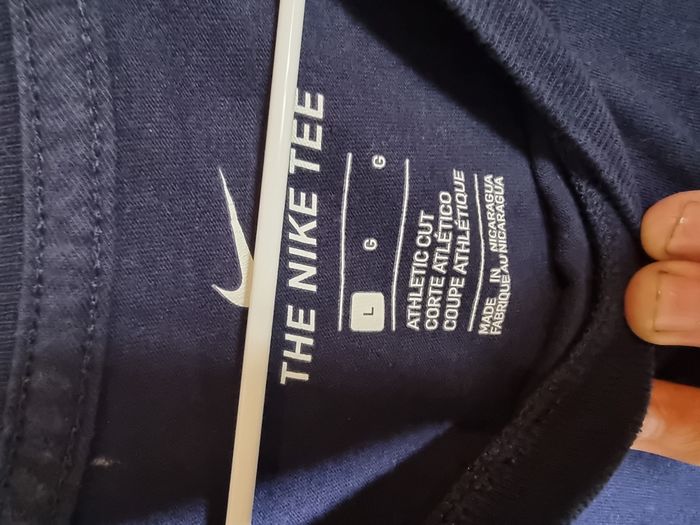 THE NIKE TEE
L G G
ATHLETIC CUT
CORTE ATLÉTICO
COUPE ATHLÉTIQUE
MADE IN NICARAGUA
FABRIQUÉ AU NICARAGUA